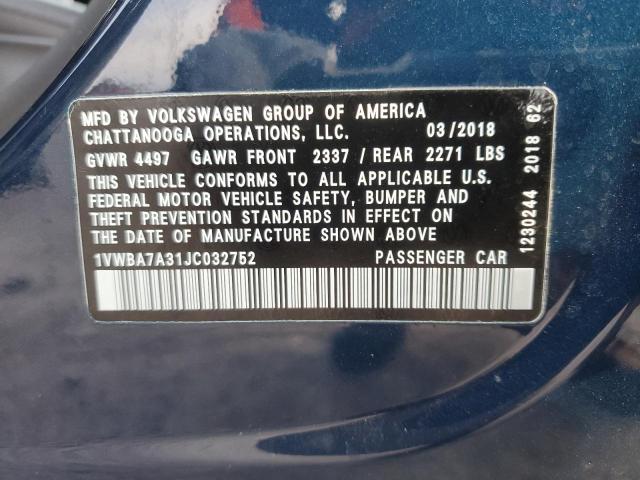 MFD BY VOLKSWAGEN GROUP OF AMERICA
CHATTANOOGA OPERATIONS, LLC. 03/2018
GVWR 4497 GAWR FRONT 2337 / REAR 2271 LBS
THIS VEHICLE CONFORMS TO ALL APPLICABLE U.S.
FEDERAL MOTOR VEHICLE SAFETY, BUMPER AND
THEFT PREVENTION STANDARDS IN EFFECT ON
THE DATE OF MANUFACTURE SHOWN ABOVE
1VWBA7A31JC032752 PASSENGER CAR
1230244 2018 62